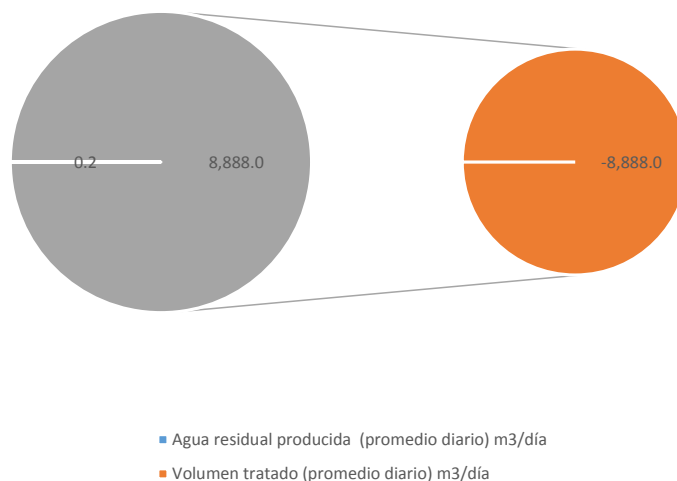 0.2
8,888.0
-8,888.0
Agua residual producida (promedio diario) m3/día
Volumen tratado (promedio diario) m3/día